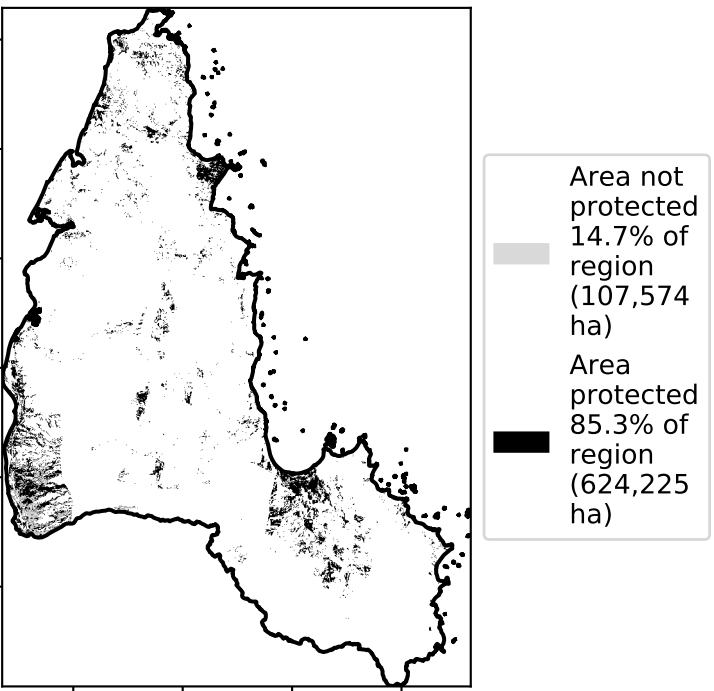 Area not
protected
14.7% of
region
(107,574
ha)
Area
protected
85.3% of
region
(624,225
ha)